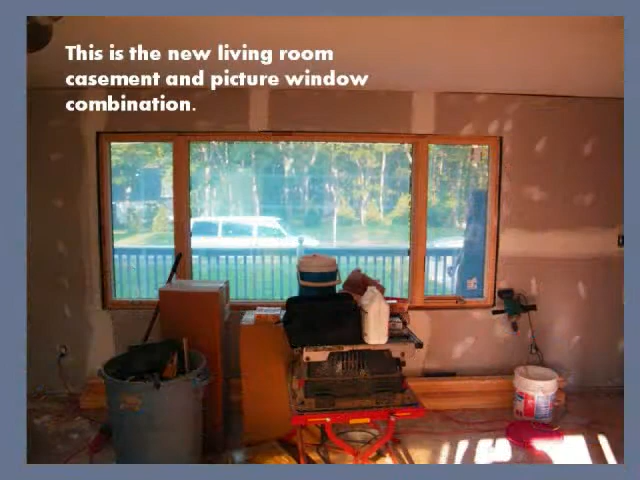 This is the new living room
casement and picture window
combination.